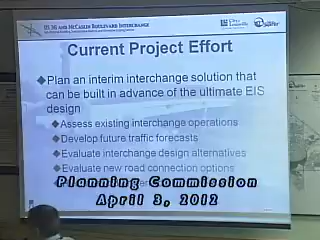 US 36 AND MCCASLIN BOULEVARD INTERCHANGE
Current Project Effort
Plan an interim interchange solution that
can be built in advance of the ultimate EIS
design
Assess existing interchange operations
Develop future traffic forecasts
Evaluate interchange design alternatives
Evaluate new road connection options
Planning Commission
April 3, 2012